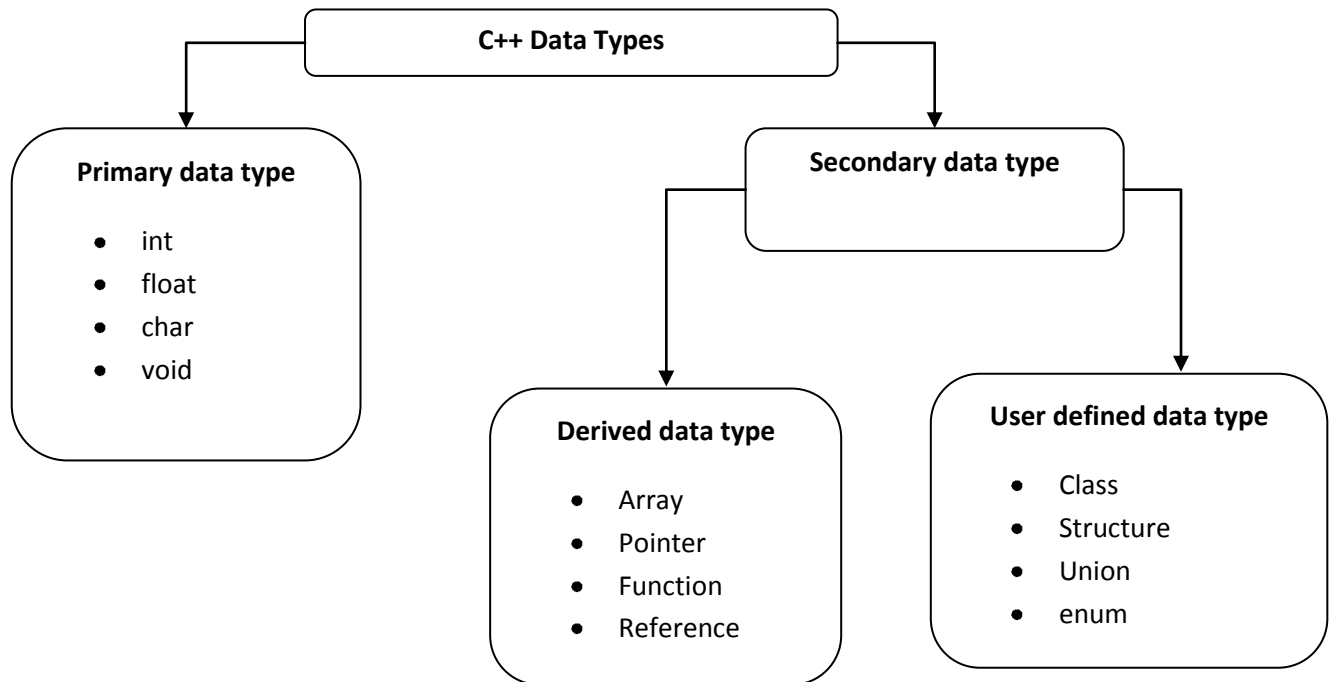 C++ Data Types
Primary data type
• int
• float
• char
• void
Secondary data type
Derived data type
• Array
• Pointer
• Function
• Reference
User defined data type
• Class
• Structure
• Union
• enum